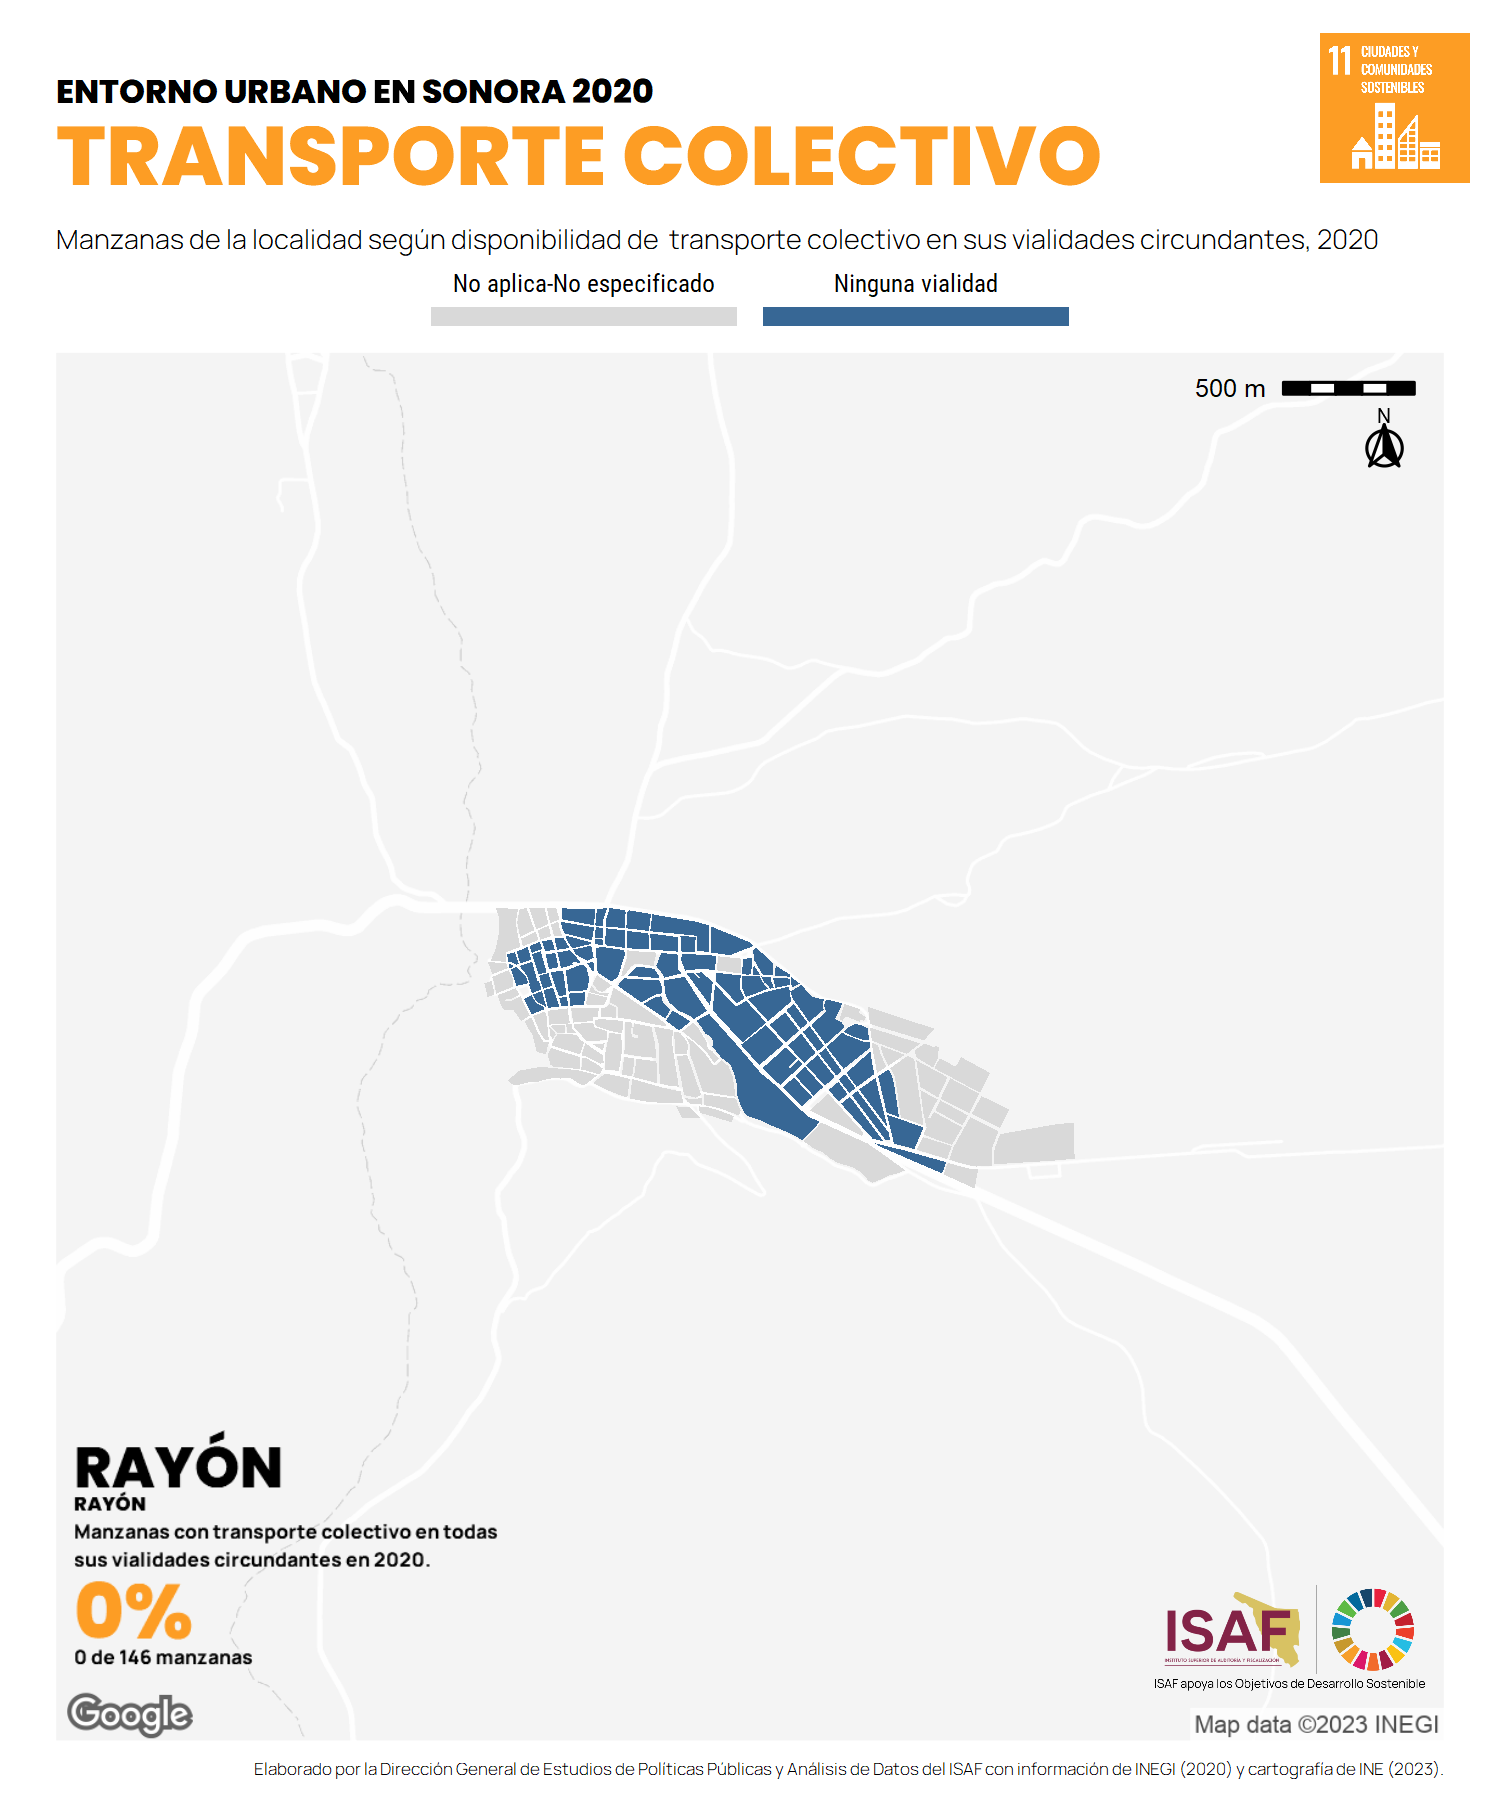 11 CIUDADES Y
COMUNIDADES
SOSTENIBLES
ENTORNO URBANO EN SONORA 2020
TRANSPORTE COLECTIVO
Manzanas de la localidad según disponibilidad de transporte colectivo en sus vialidades circundantes, 2020
No aplica-No especificado
Ninguna vialidad
500 m
N
RAYÓN
RAYÓN
Manzanas con transporte colectivo en todas
sus vialidades circundantes en 2020.
0%
0 de 146 manzanas
ISAF
INSTITUTO SUPERIOR DE AUDITORÍA Y FISCALIZACIÓN
ISAF apoya los Objetivos de Desarrollo Sostenible
Google
Map data ©2023 INEGI
Elaborado por la Dirección General de Estudios de Políticas Públicas y Análisis de Datos del ISAF con información de INEGI (2020) y cartografía de INE (2023).